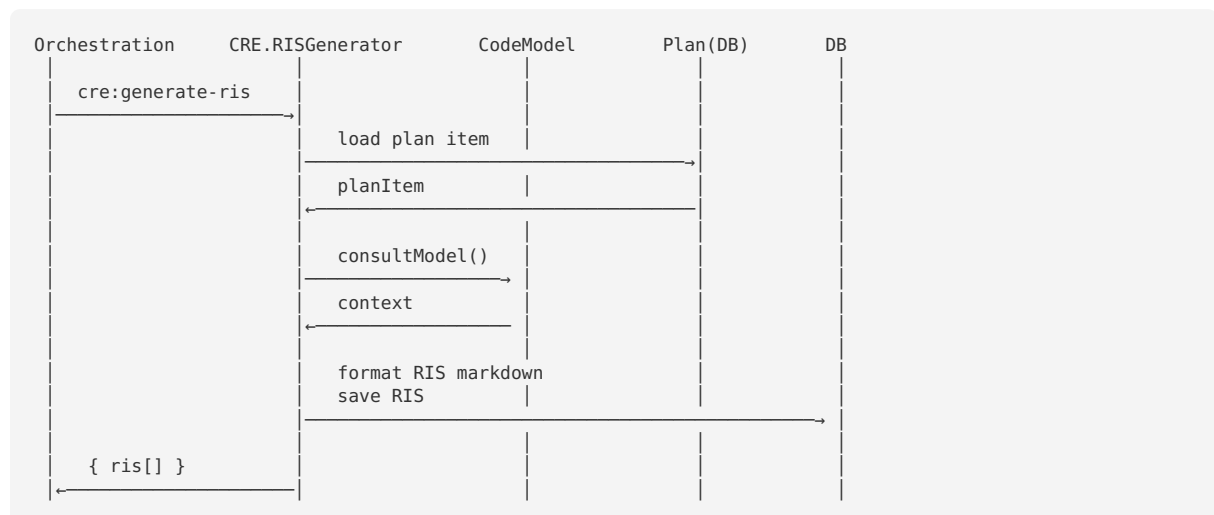 Orchestration CRE.RISGenerator CodeModel Plan(DB) DB
cre:generate-ris
load plan item
planItem
consultModel()
context
format RIS markdown
save RIS
{ ris[] }